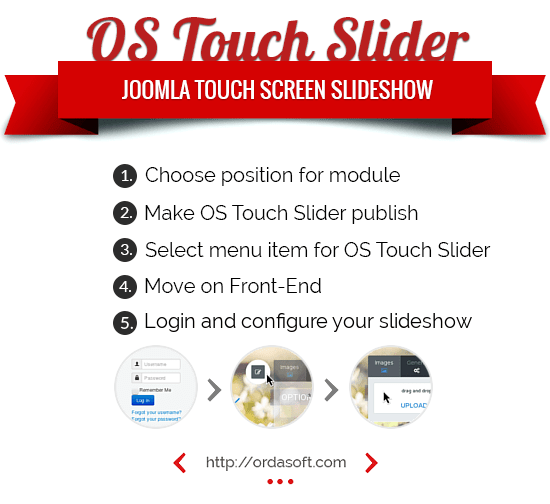 OS Touch Slider
JOOMLA TOUCH SCREEN SLIDESHOW
1. Choose position for module
2. Make OS Touch Slider publish
3. Select menu item for OS Touch Slider
4. Move on Front-End
5. Login and configure your slideshow
Username
Password
Remember Me
Log in
Forgot your username?
Forgot your password?
Images
OPTION
Images
drag and drop
UPLOAD
http://ordasoft.com